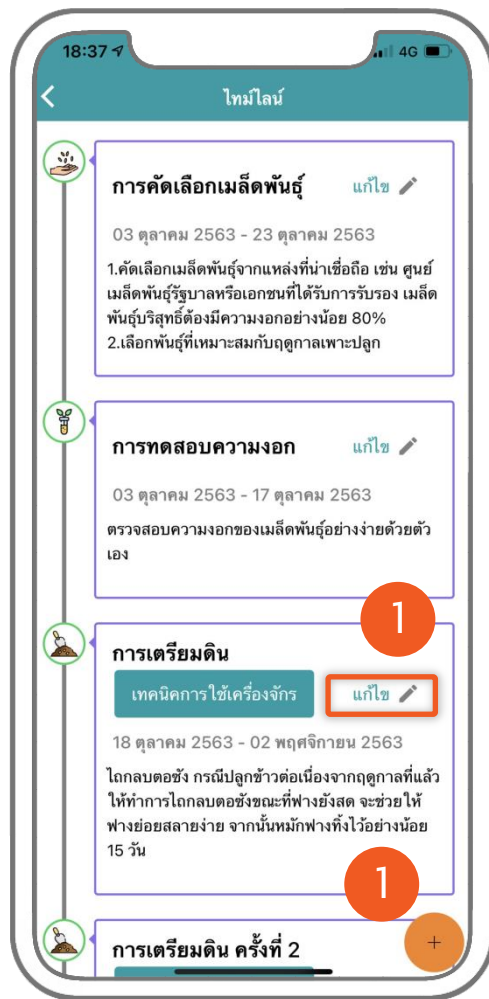 18:37 4G
ไทม์ไลน์
การคัดเลือกเมล็ดพันธุ์ แก้ไข
03 ตุลาคม 2563 - 23 ตุลาคม 2563
1.คัดเลือกเมล็ดพันธุ์จากแหล่งที่น่าเชื่อถือ เช่น ศูนย์
เมล็ดพันธุ์รัฐบาลหรือเอกชนที่ได้รับการรับรอง เมล็ด
พันธุ์บริสุทธิ์ต้องมีความงอกอย่างน้อย 80%
2.เลือกพันธุ์ที่เหมาะสมกับฤดูกาลเพาะปลูก
การทดสอบความงอก แก้ไข
03 ตุลาคม 2563 - 17 ตุลาคม 2563
ตรวจสอบความงอกของเมล็ดพันธุ์อย่างง่ายด้วยตัว
เอง
1
การเตรียมดิน
เทคนิคการใช้เครื่องจักร แก้ไข
18 ตุลาคม 2563 - 02 พฤศจิกายน 2563
ไถกลบตอซัง กรณีปลูกข้าวต่อเนื่องจากฤดูกาลที่แล้ว
ให้ทำการไถกลบตอซังขณะที่ฟางยังสด จะช่วยให้
ฟางย่อยสลายง่าย จากนั้นหมักฟางทิ้งไว้อย่างน้อย
15 วัน
1
การเตรียมดิน ครั้งที่ 2 +